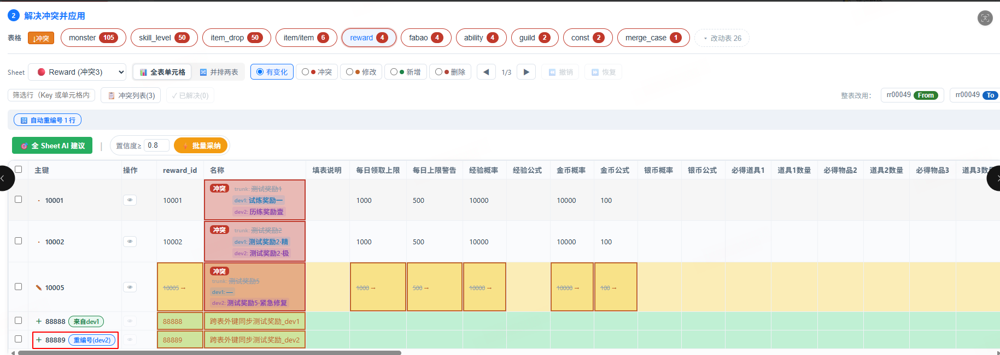 2 解决冲突并应用
表格 ↓冲突 monster 105 skill_level 50 item_drop 50 item/item 6 reward 4 fabao 4 ability 4 guild 2 const 2 merge_case 1 改动表 26
Sheet Reward (冲突3) 全表单元格 并排两表 有变化 冲突 修改 新增 删除 ◀ 1/3 ▶ 撤销 恢复
筛选行（Key 或单元格内 冲突列表(3) ✓已解决(0) 整表改用： rr00049 From rr00049 To
自动重编号 1 行
全 Sheet AI 建议 | 置信度≥ 0.8 批量采纳
主键 操作 reward_id 名称 填表说明 每日领取上限 每日上限警告 经验概率 经验公式 金币概率 金币公式 银币概率 银币公式 必得道具1 道具1数量 必得物品2 道具2数量 必得物品3 道具3数
冲突 trunk: 测试奖励1
10001 10001 dev1: 试炼奖励一 1000 500 10000 10000 100
dev2: 历练奖励壹
冲突 trunk: 测试奖励2
10002 10002 dev1: 测试奖励2·精 1000 500 10000 10000 100
dev2: 测试奖励2·极
冲突
trunk: 测试奖励5
10005 10005 → dev1: — 1000 → 500 → 10000 → 10000 → 100 →
dev2: 测试奖励5·紧急修复
+ 88888 来自dev1 88888 跨表外键同步测试奖励_dev1
+ 88889 重编号(dev2) 88889 跨表外键同步测试奖励_dev2